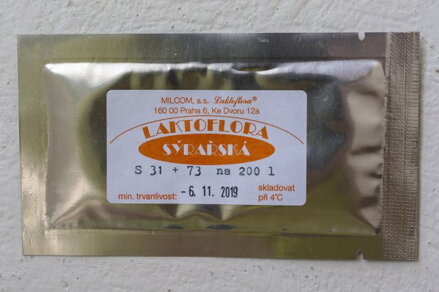 MILCOM, a.s. Laktoflora®
160 00 Praha 6, Ke Dvoru 12a
LAKTOFLORA
SÝRAŘSKÁ
S 31 + 73 na 200 l
min. trvanlivost: - 6. 11. 2019
skladovat
při 4°C